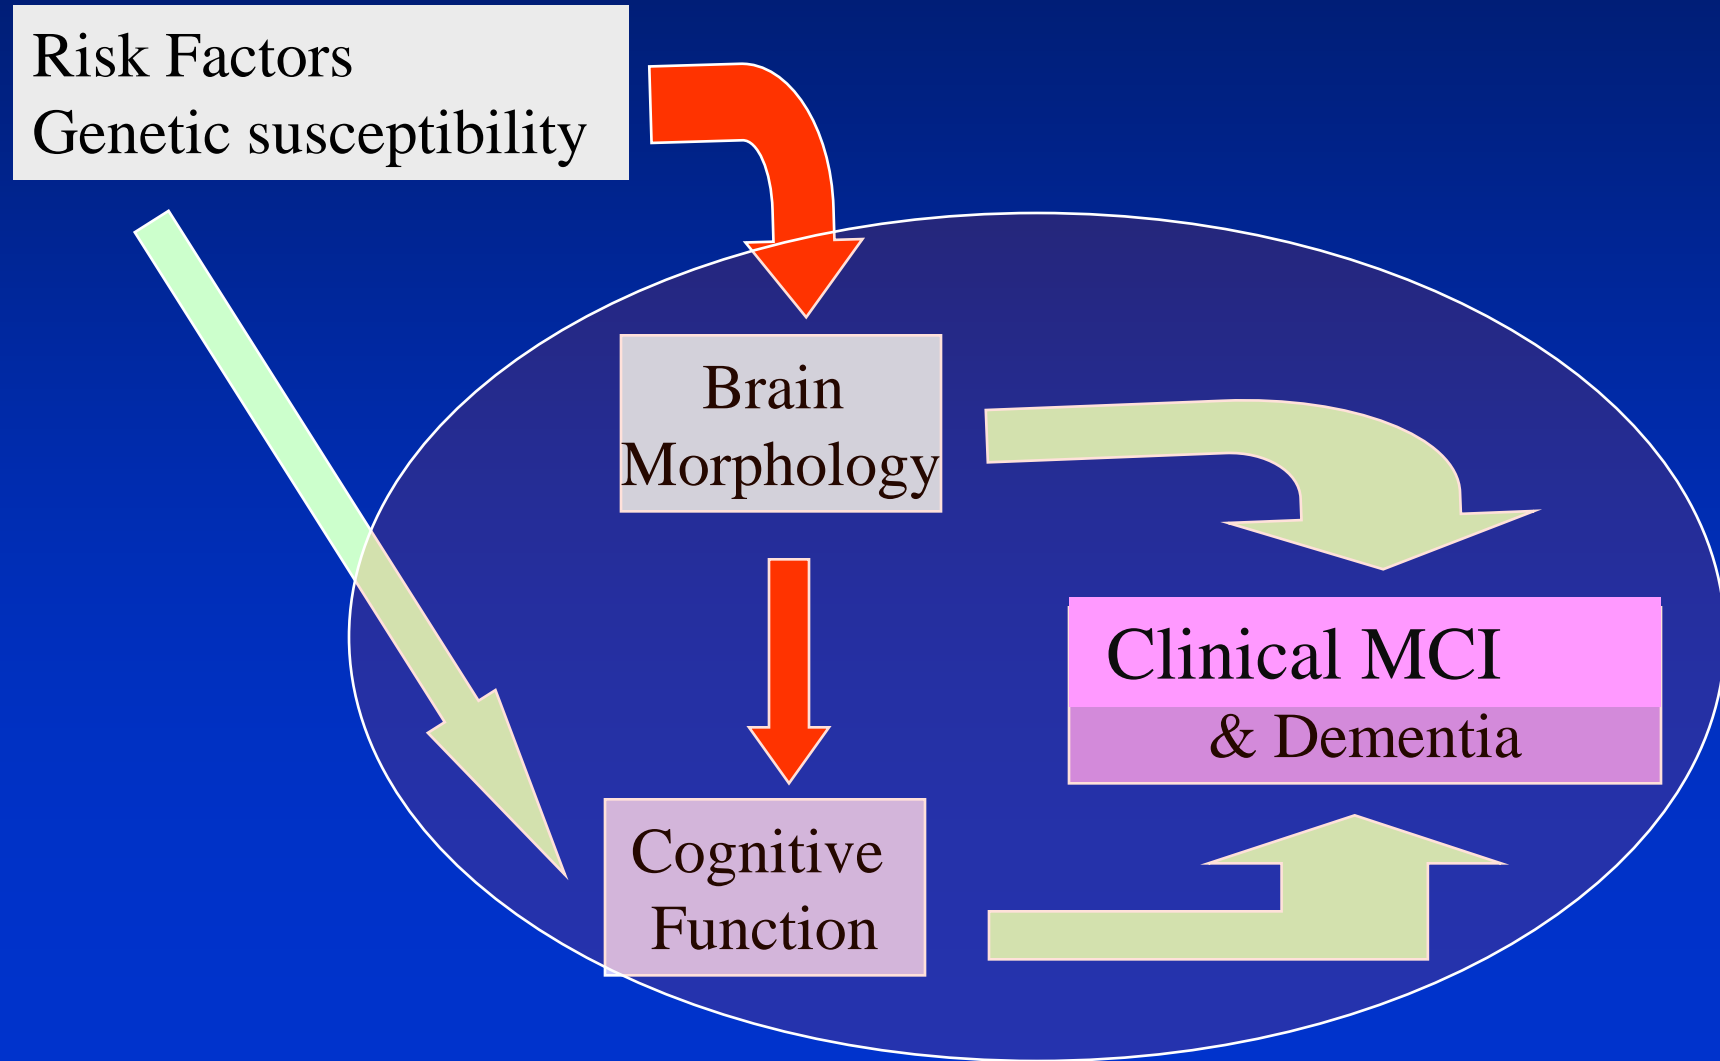 Risk Factors
Genetic susceptibility
Brain
Morphology
Clinical MCI
& Dementia
Cognitive
Function